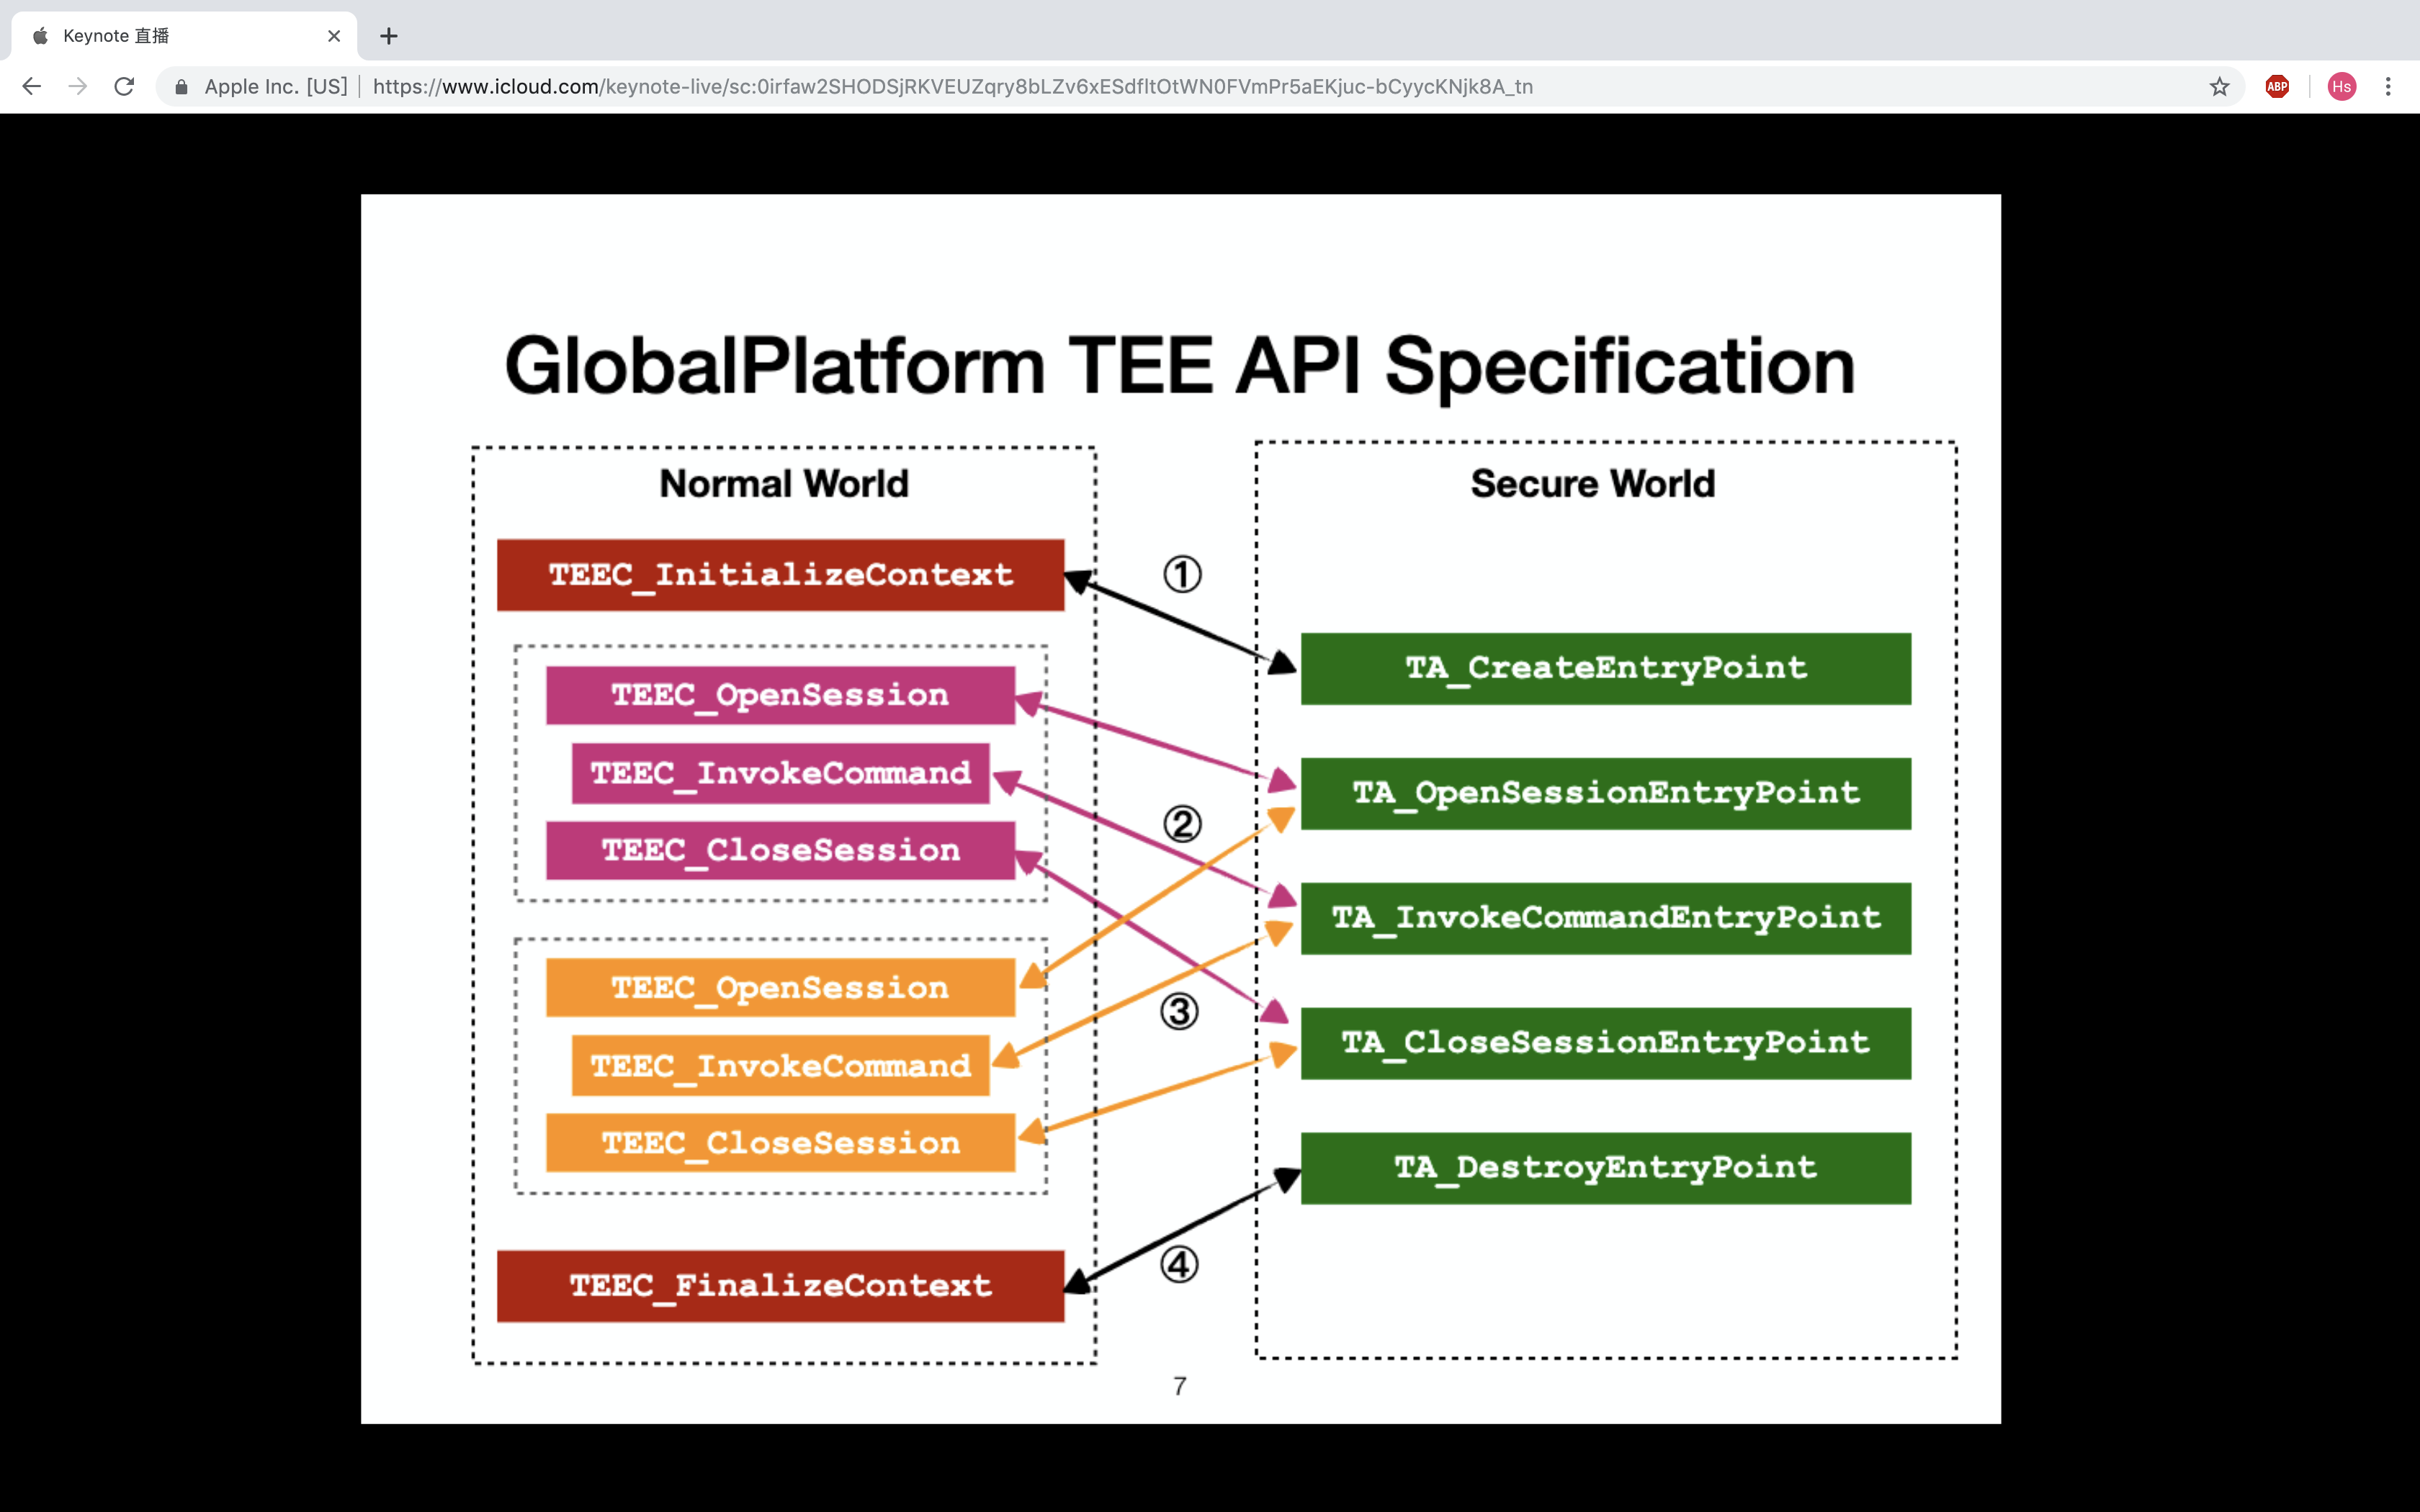 Keynote 直播
Apple Inc. [US] https://www.icloud.com/keynote-live/sc:0irfaw2SHODSjRKVEUZqry8bLZv6xESdfItOtWN0FVmPr5aEKjuc-bCyycKNjk8A_tn
ABP
Hs
GlobalPlatform TEE API Specification
Normal World
TEEC_InitializeContext
TEEC_OpenSession
TEEC_InvokeCommand
TEEC_CloseSession
TEEC_OpenSession
TEEC_InvokeCommand
TEEC_CloseSession
TEEC_FinalizeContext
①
②
③
④
Secure World
TA_CreateEntryPoint
TA_OpenSessionEntryPoint
TA_InvokeCommandEntryPoint
TA_CloseSessionEntryPoint
TA_DestroyEntryPoint
7